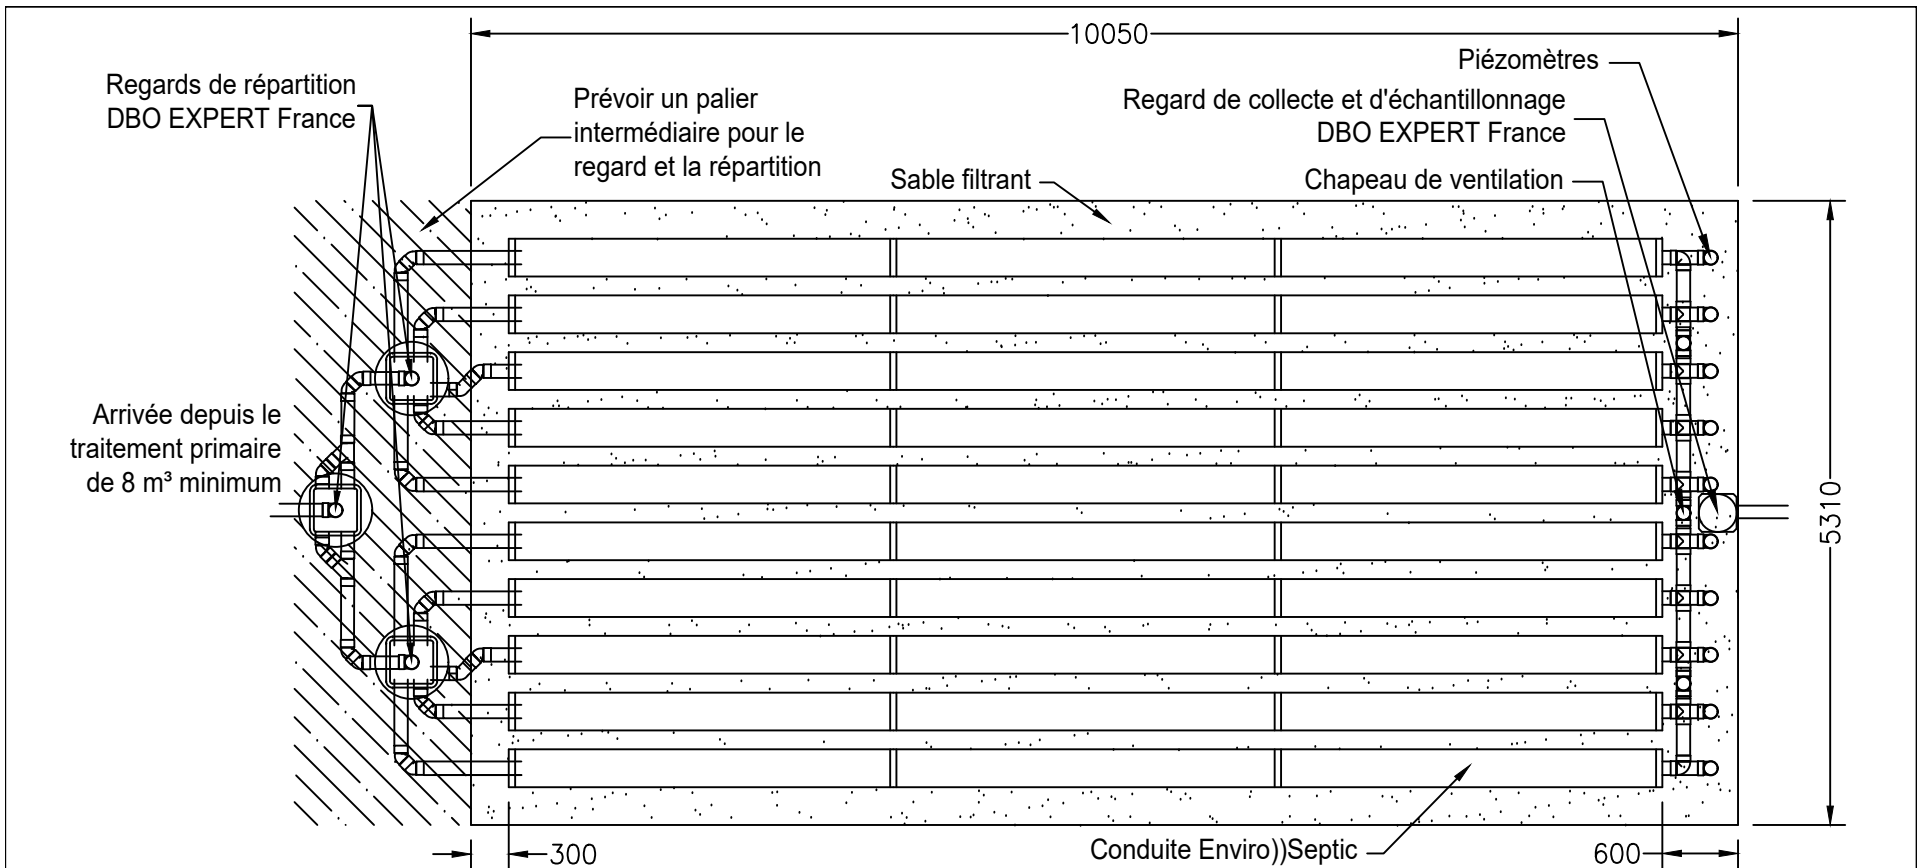 10050
Regards de répartition
DBO EXPERT France
Prévoir un palier
intermédiaire pour le
regard et la répartition
Piézomètres
Regard de collecte et d'échantillonnage
DBO EXPERT France
Sable filtrant
Chapeau de ventilation
Arrivée depuis le
traitement primaire
de 8 m³ minimum
5310
300
Conduite Enviro))Septic
600